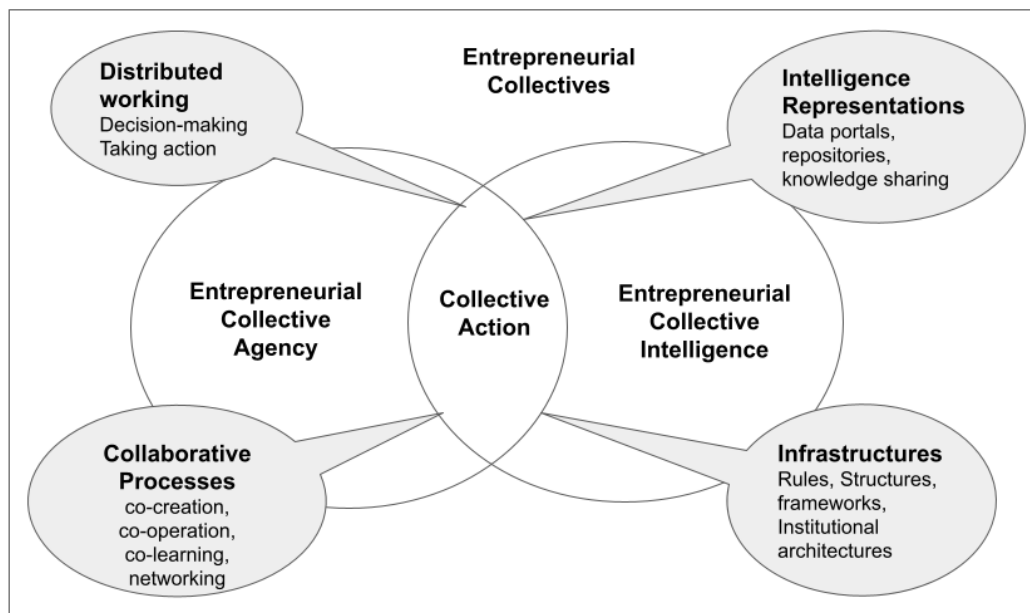 Distributed
working
Decision-making
Taking action
Entrepreneurial
Collectives
Intelligence
Representations
Data portals,
repositories,
knowledge sharing
Entrepreneurial
Collective
Agency
Collective
Action
Entrepreneurial
Collective
Intelligence
Collaborative
Processes
co-creation,
co-operation,
co-learning,
networking
Infrastructures
Rules, Structures,
frameworks,
Institutional
architectures